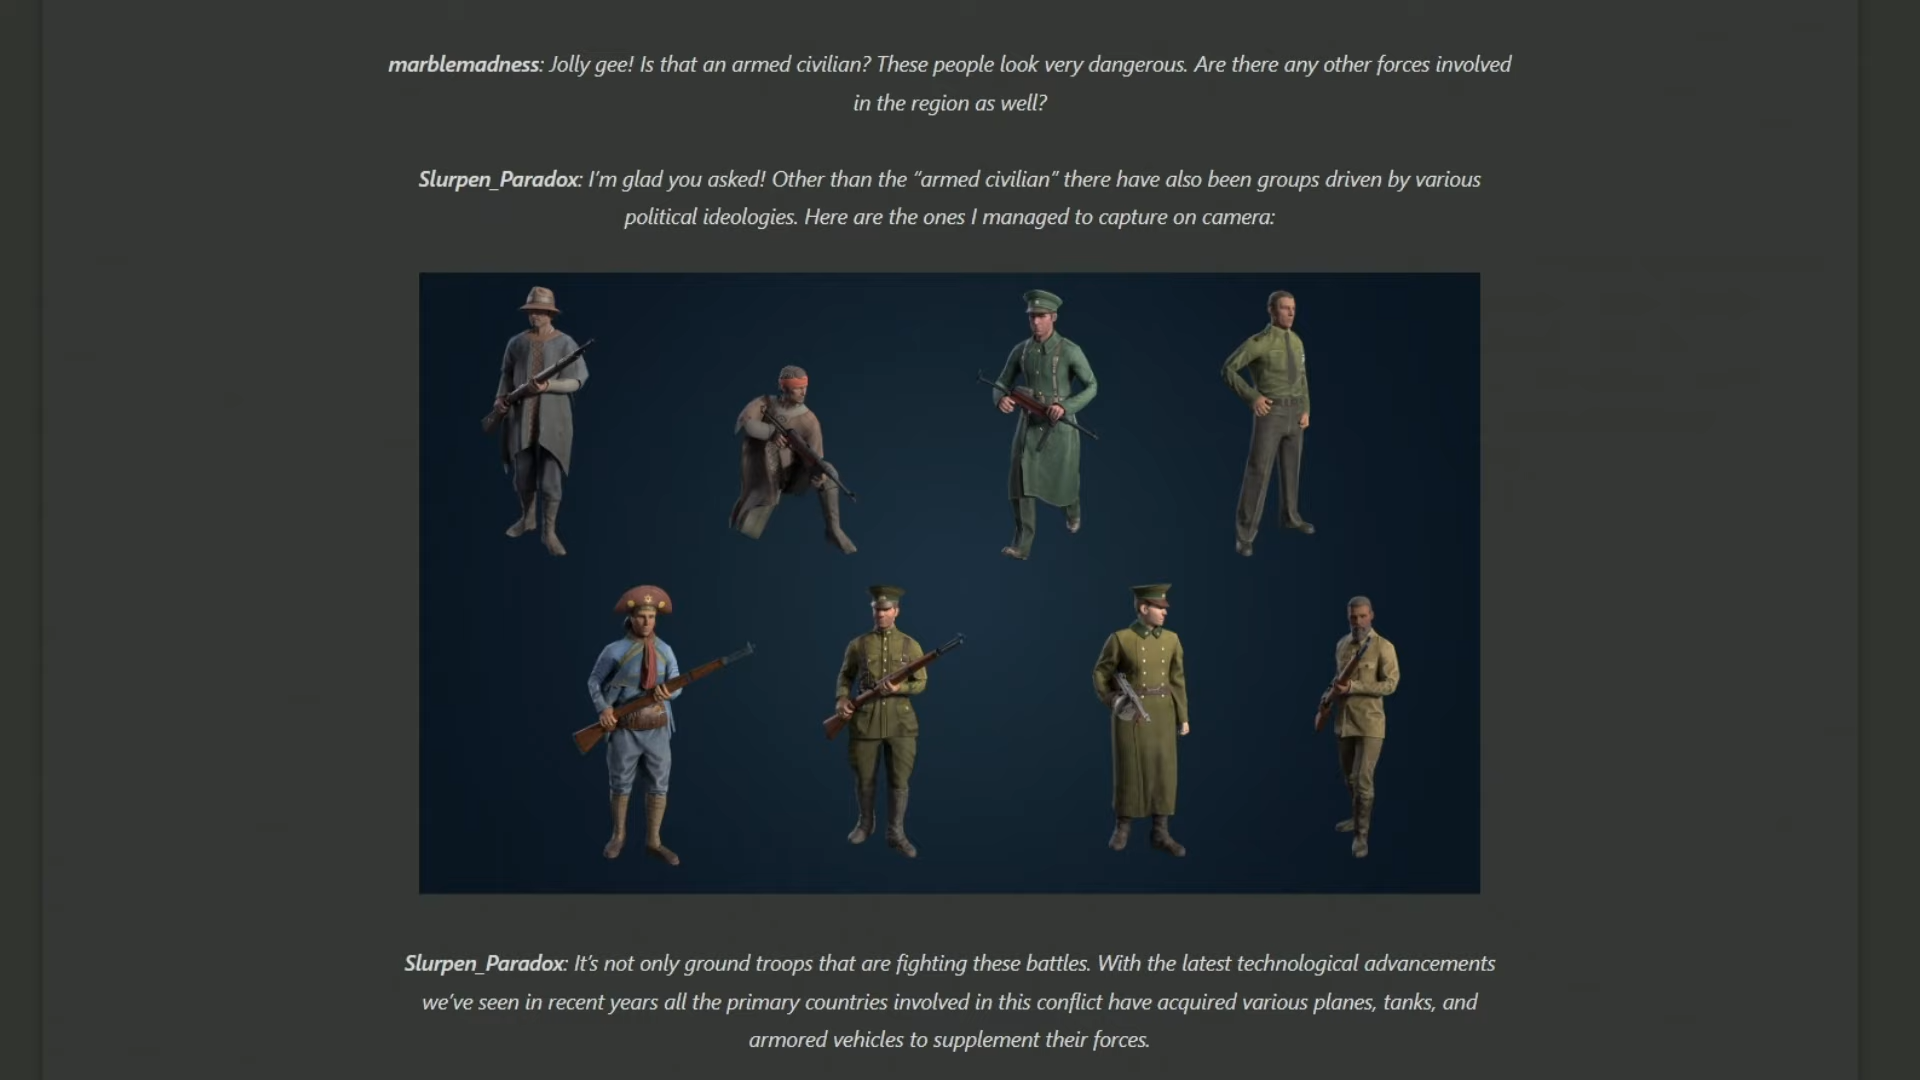 marblemadness: Jolly gee! Is that an armed civilian? These people look very dangerous. Are there any other forces involved
in the region as well?
Slurpen_Paradox: I’m glad you asked! Other than the “armed civilian” there have also been groups driven by various
political ideologies. Here are the ones I managed to capture on camera:
Slurpen_Paradox: It’s not only ground troops that are fighting these battles. With the latest technological advancements
we’ve seen in recent years all the primary countries involved in this conflict have acquired various planes, tanks, and
armored vehicles to supplement their forces.